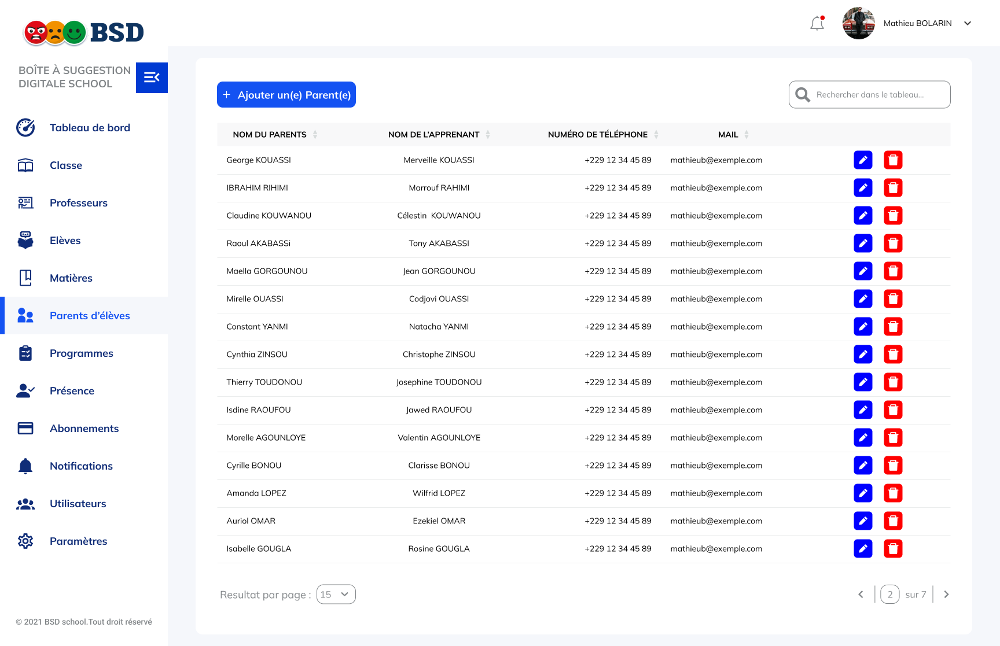 BSD
Mathieu BOLARIN
BOÎTE À SUGGESTION
DIGITALE SCHOOL
Tableau de bord
Classe
Professeurs
Elèves
Matières
Parents d'élèves
Programmes
Présence
Abonnements
Notifications
Utilisateurs
Paramètres
© 2021 BSD school.Tout droit réservé
+ Ajouter un(e) Parent(e)
Rechercher dans le tableau...
NOM DU PARENTS NOM DE L'APPRENANT NUMÉRO DE TÉLÉPHONE MAIL
George KOUASSI Merveille KOUASSI +229 12 34 45 89 mathieub@exemple.com
IBRAHIM RIHIMI Marrouf RAHIMI +229 12 34 45 89 mathieub@exemple.com
Claudine KOUWANOU Célestin  KOUWANOU +229 12 34 45 89 mathieub@exemple.com
Raoul AKABASSi Tony AKABASSI +229 12 34 45 89 mathieub@exemple.com
Maella GORGOUNOU Jean GORGOUNOU +229 12 34 45 89 mathieub@exemple.com
Mirelle OUASSI Codjovi OUASSI +229 12 34 45 89 mathieub@exemple.com
Constant YANMI Natacha YANMI +229 12 34 45 89 mathieub@exemple.com
Cynthia ZINSOU Christophe ZINSOU +229 12 34 45 89 mathieub@exemple.com
Thierry TOUDONOU Josephine TOUDONOU +229 12 34 45 89 mathieub@exemple.com
Isdine RAOUFOU Jawed RAOUFOU +229 12 34 45 89 mathieub@exemple.com
Morelle AGOUNLOYE Valentin AGOUNLOYE +229 12 34 45 89 mathieub@exemple.com
Cyrille BONOU Clarisse BONOU +229 12 34 45 89 mathieub@exemple.com
Amanda LOPEZ Wilfrid LOPEZ +229 12 34 45 89 mathieub@exemple.com
Auriol OMAR Ezekiel OMAR +229 12 34 45 89 mathieub@exemple.com
Isabelle GOUGLA Rosine GOUGLA +229 12 34 45 89 mathieub@exemple.com
Resultat par page : 15
2 sur 7